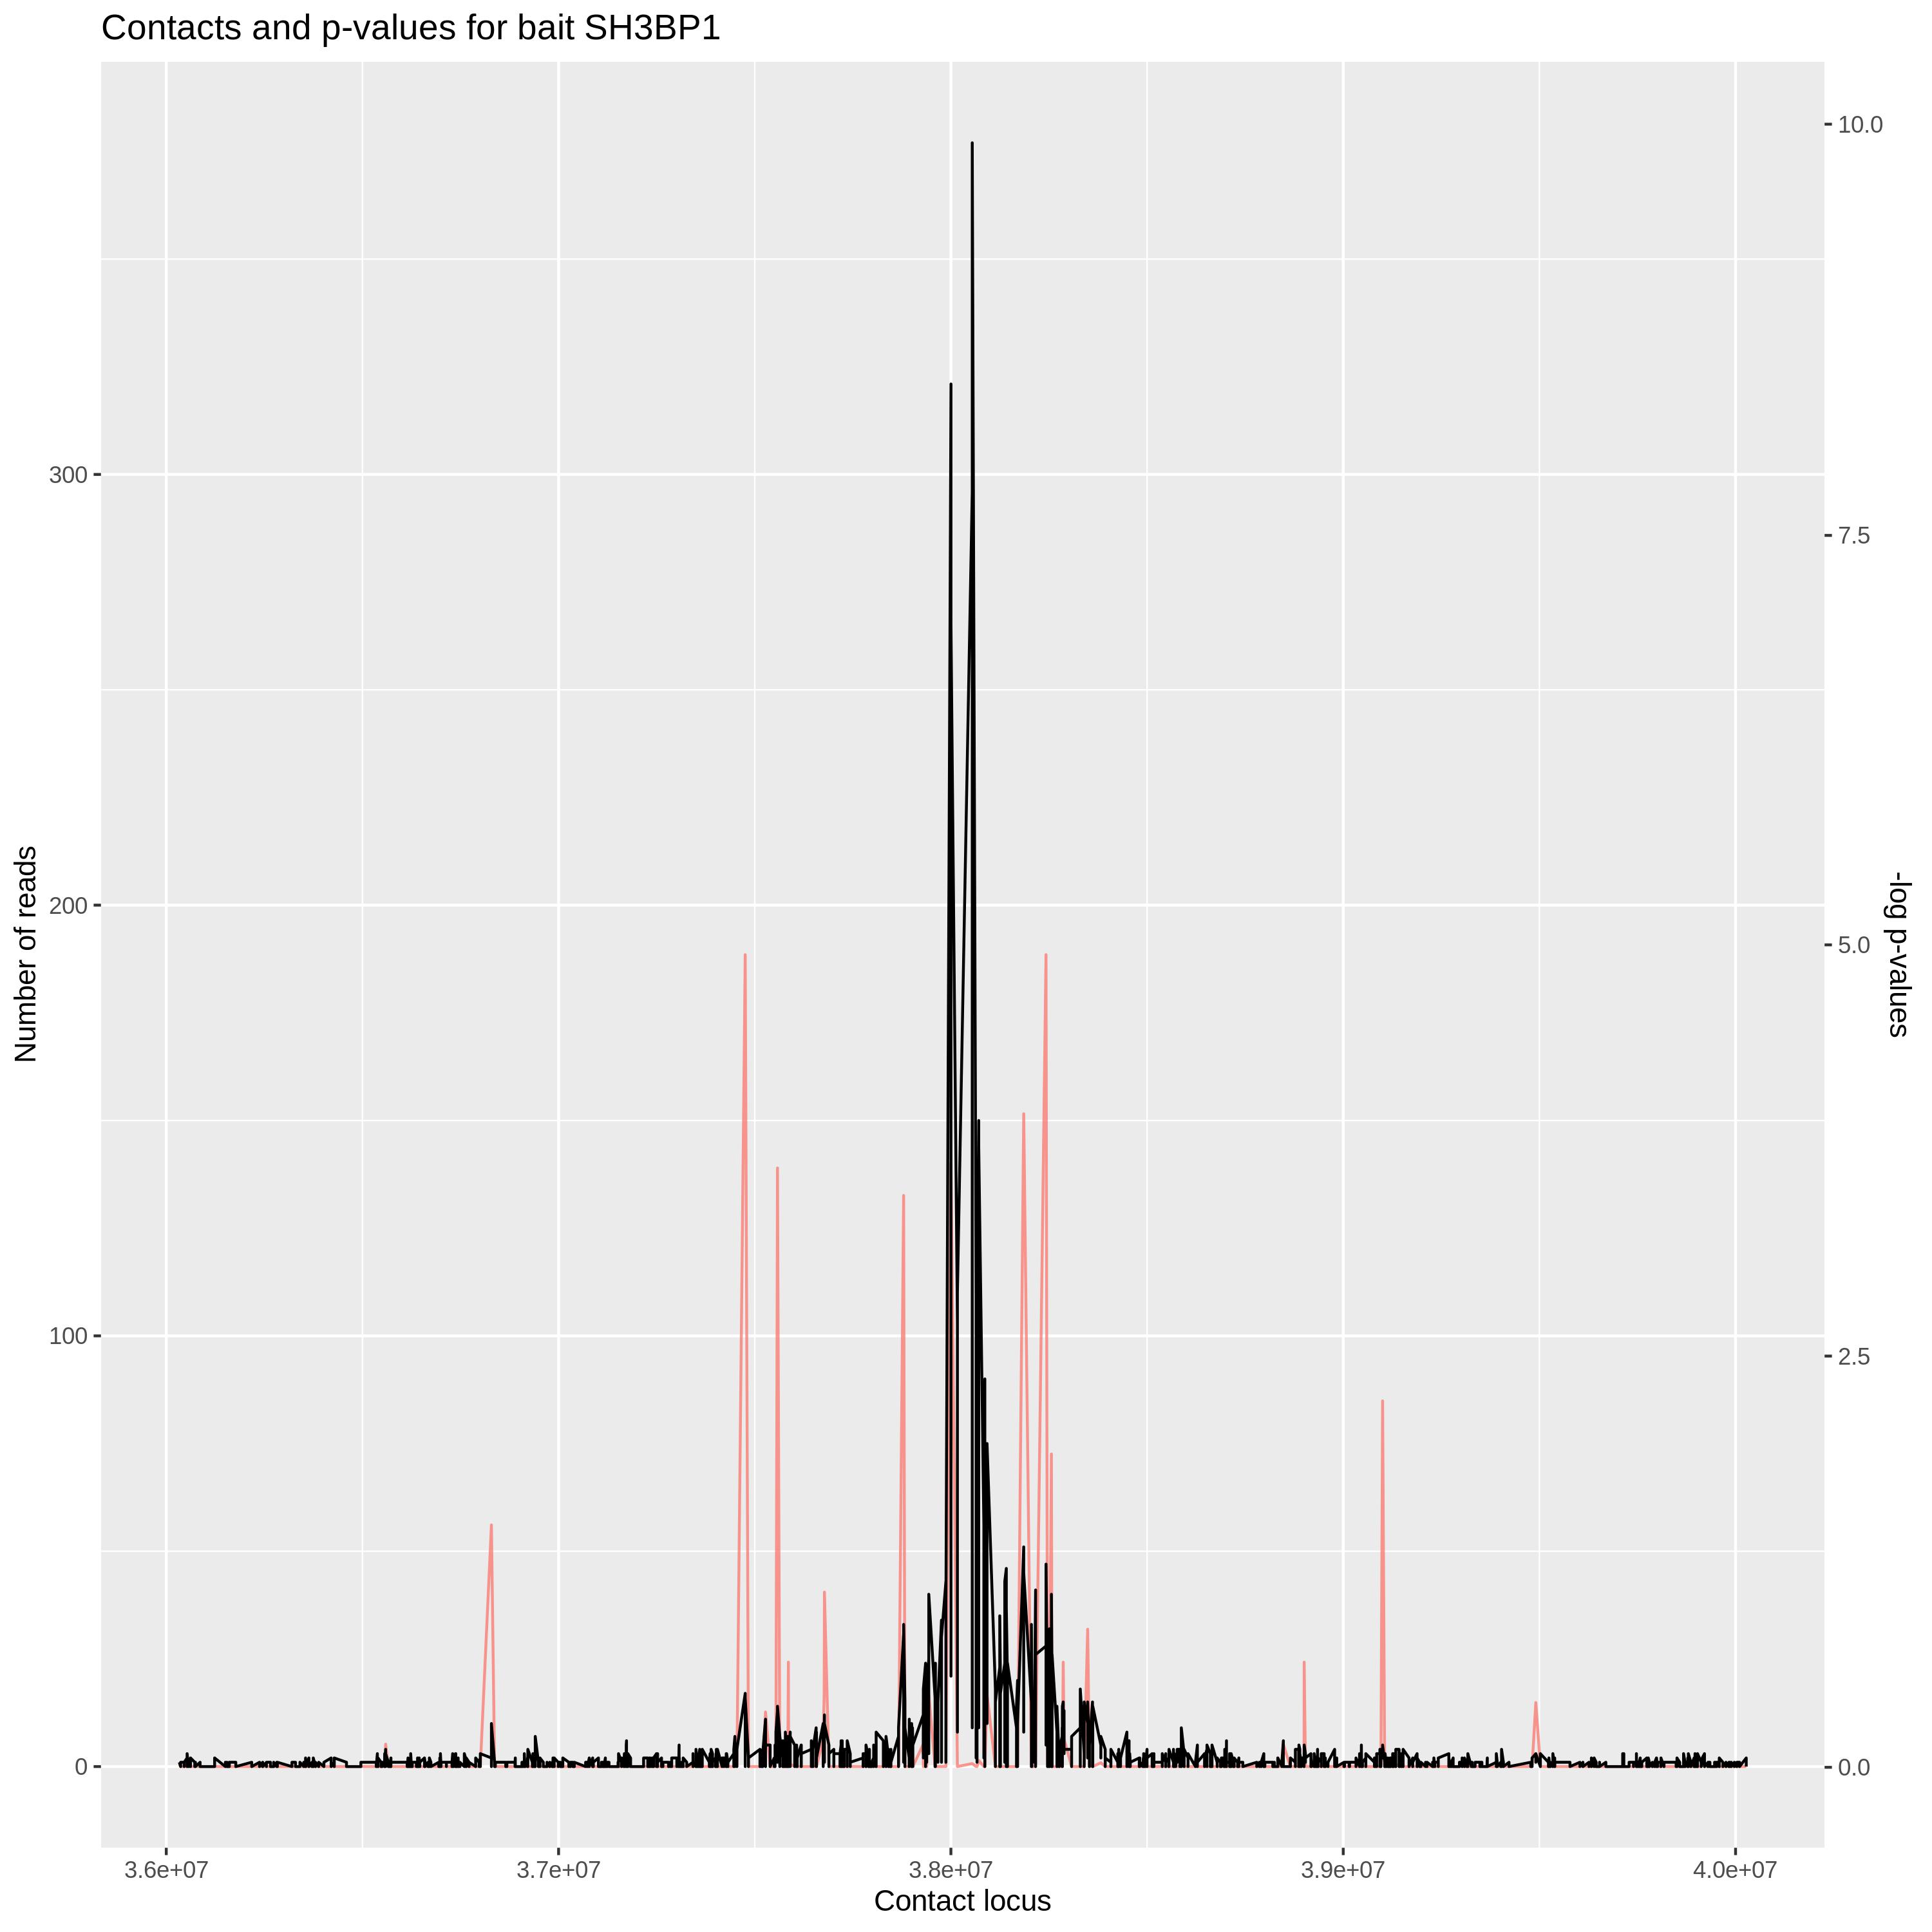 Contacts and p-values for bait SH3BP1
10.0
7.5
5.0
2.5
0.0
300
200
100
0
Number of reads
-log p-values
3.6e+07
3.7e+07
3.8e+07
3.9e+07
4.0e+07
Contact locus